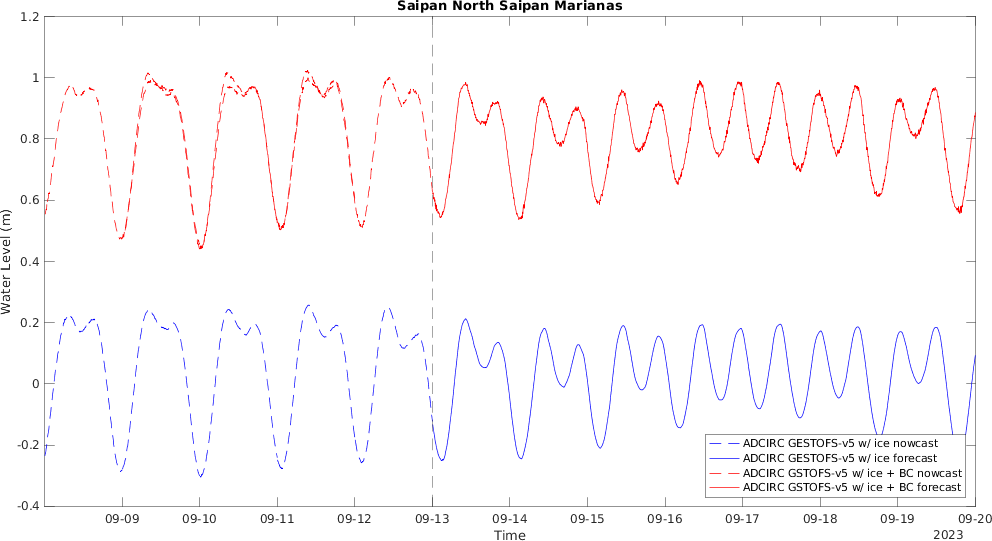 Saipan North Saipan Marianas
1.2
1
0.8
0.6
0.4
0.2
0
-0.2
-0.4
Water Level (m)
ADCIRC GESTOFS-v5 w/ ice nowcast
ADCIRC GESTOFS-v5 w/ ice forecast
ADCIRC GSTOFS-v5 w/ ice + BC nowcast
ADCIRC GSTOFS-v5 w/ ice + BC forecast
09-09 09-10 09-11 09-12 09-13 09-14 09-15 09-16 09-17 09-18 09-19 09-20
Time
2023